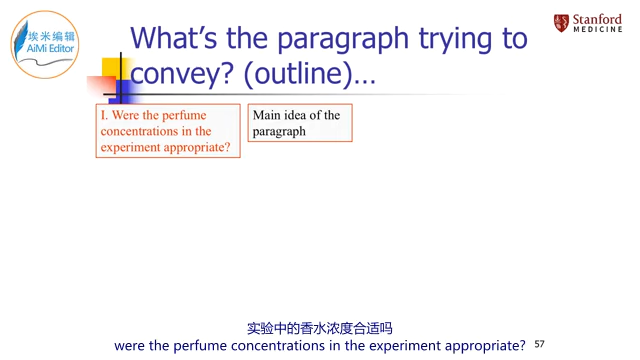 埃米编辑
AiMi Editor
Stanford
MEDICINE
What's the paragraph trying to
convey? (outline)…
I. Were the perfume
concentrations in the
experiment appropriate?
Main idea of the
paragraph
实验中的香水浓度合适吗
were the perfume concentrations in the experiment appropriate?
57